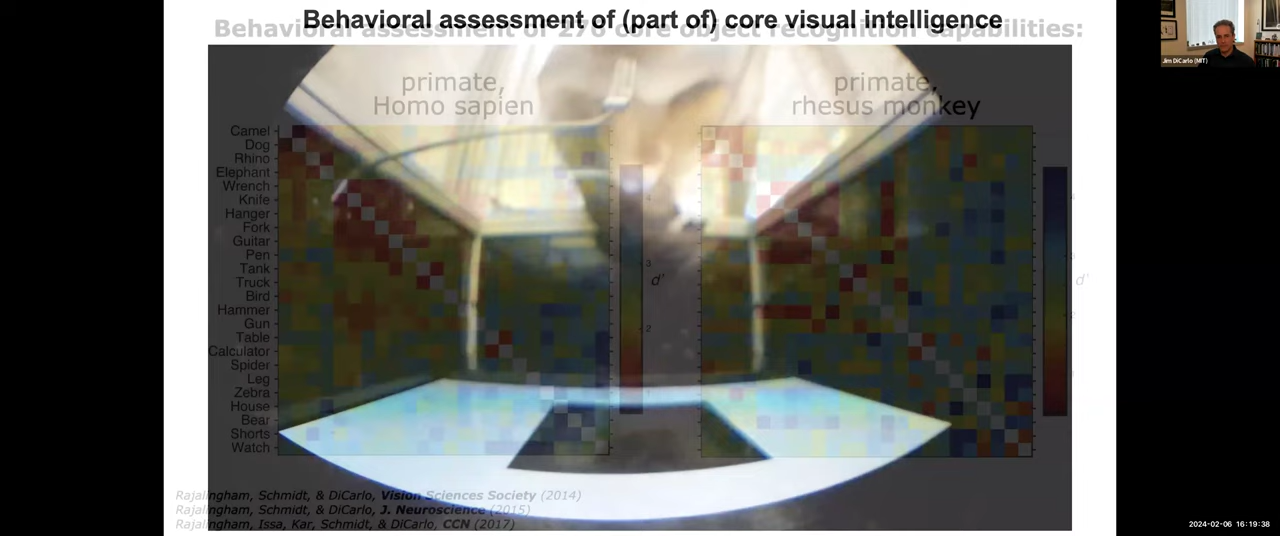 Behavioral assessment of (part of) core visual intelligence
Behavioral assessment of 276 core object recognition capabilities:
Jim DiCarlo (MIT)
primate,
Homo sapien
primate,
rhesus monkey
Camel
Dog
Rhino
Elephant
Wrench
Knife
Hanger
Fork
Guitar
Pen
Tank
Truck
Bird
Hammer
Gun
Table
Calculator
Spider
Leg
Zebra
House
Bear
Shorts
Watch
4
3
d'
2
d'
Rajalingham, Schmidt, & DiCarlo, Vision Sciences Society (2014)
Rajalingham, Schmidt, & DiCarlo, J. Neuroscience (2015)
Rajalingham, Issa, Kar, Schmidt, & DiCarlo, CCN (2017)
2024-02-06 16:19:38